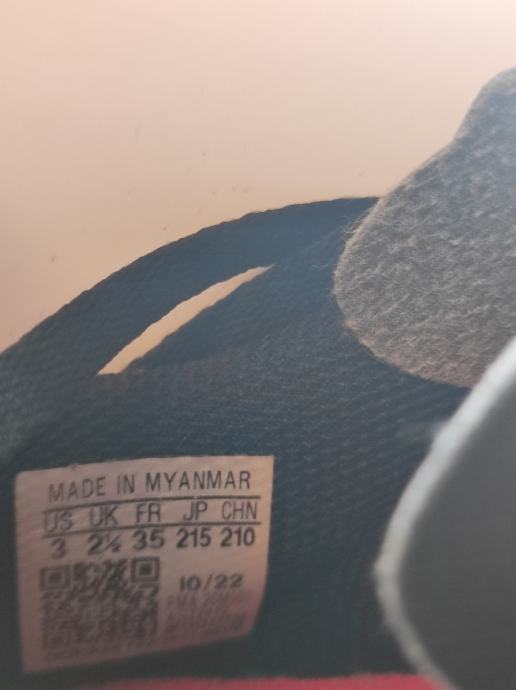 MADE IN MYANMAR
US UK FR JP CHN
3 2½ 35 215 210
10/22